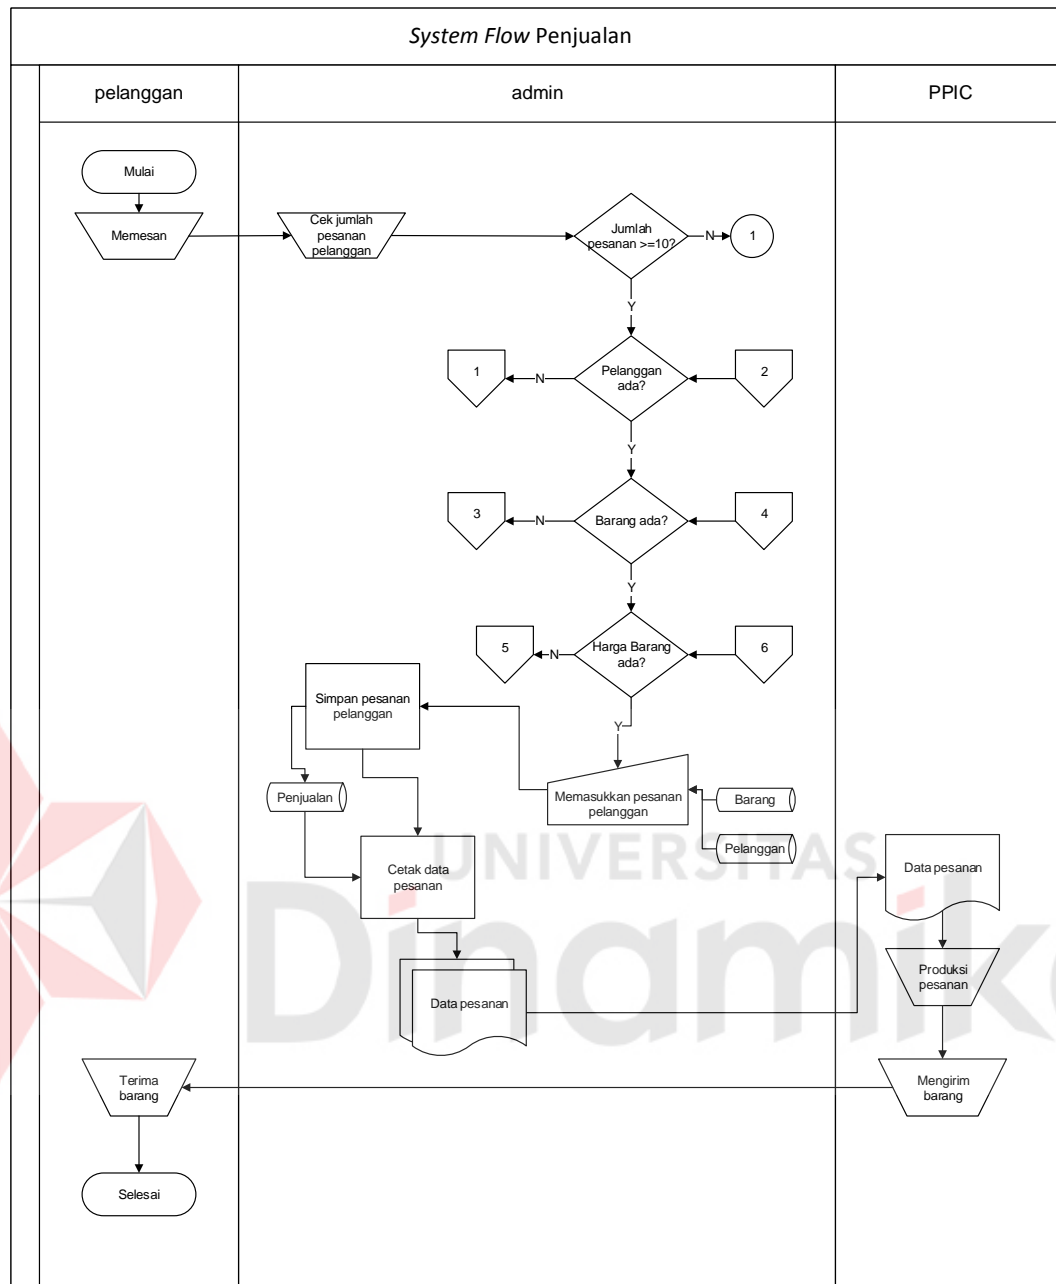 System Flow Penjualan
pelanggan
admin
PPIC
Mulai
Memesan
Cek jumlah
pesanan
pelanggan
Jumlah
pesanan >=10?
N
1
Y
1
N
Pelanggan
ada?
2
Y
3
N
Barang ada?
4
Y
5
N
Harga Barang
ada?
6
Y
Simpan pesanan
pelanggan
Penjualan
Memasukkan pesanan
pelanggan
Barang
Pelanggan
Cetak data
pesanan
Data pesanan
Data pesanan
Produksi
pesanan
Mengirim
barang
Terima
barang
Selesai
UNIVERSITAS
Dinamika